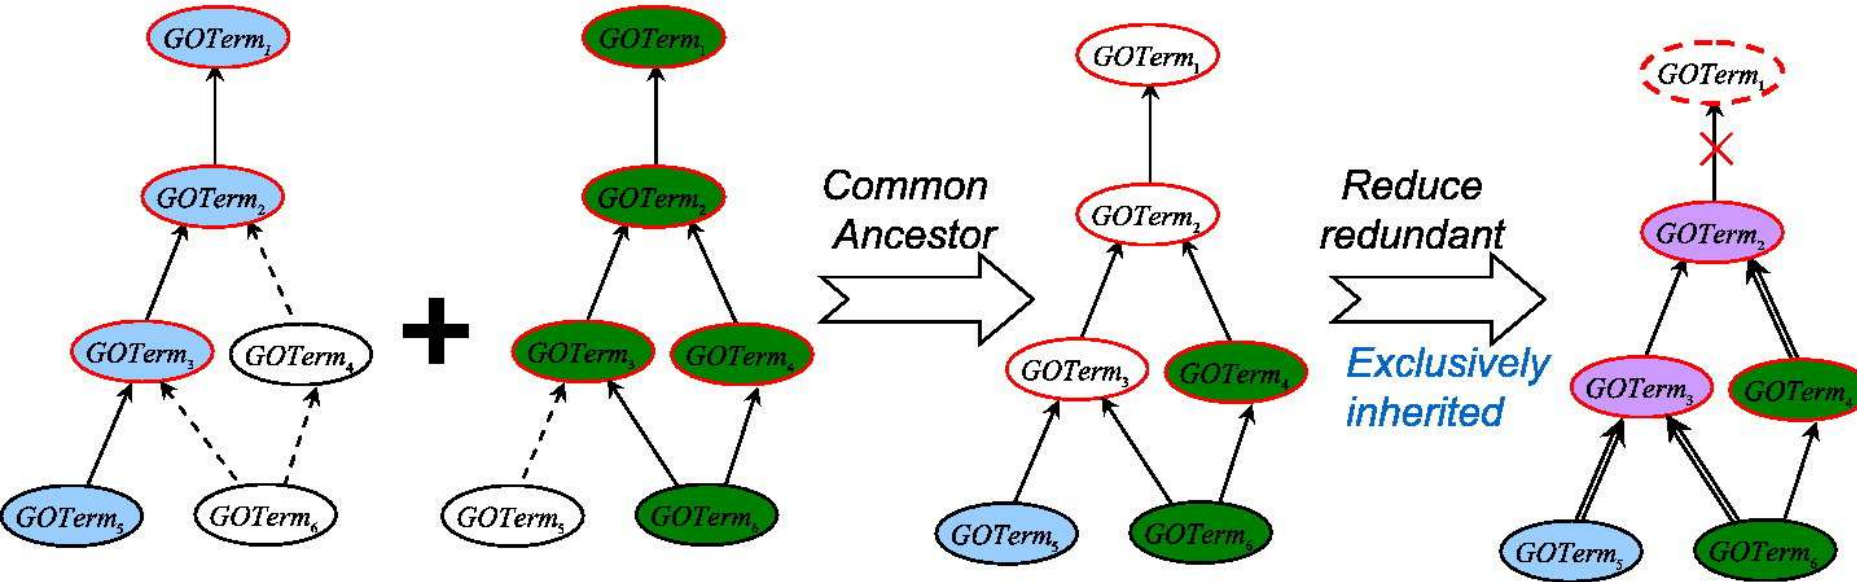 GOTerm₁
GOTerm₂
GOTerm₃ GOTerm₄
GOTerm₅ GOTerm₆
+
GOTerm₁
GOTerm₂
GOTerm₃ GOTerm₄
GOTerm₅ GOTerm₆
Common
Ancestor
GOTerm₁
GOTerm₂
GOTerm₃ GOTerm₄
GOTerm₅ GOTerm₆
Reduce
redundant
Exclusively
inherited
GOTerm₁
GOTerm₂
GOTerm₃ GOTerm₄
GOTerm₅ GOTerm₆